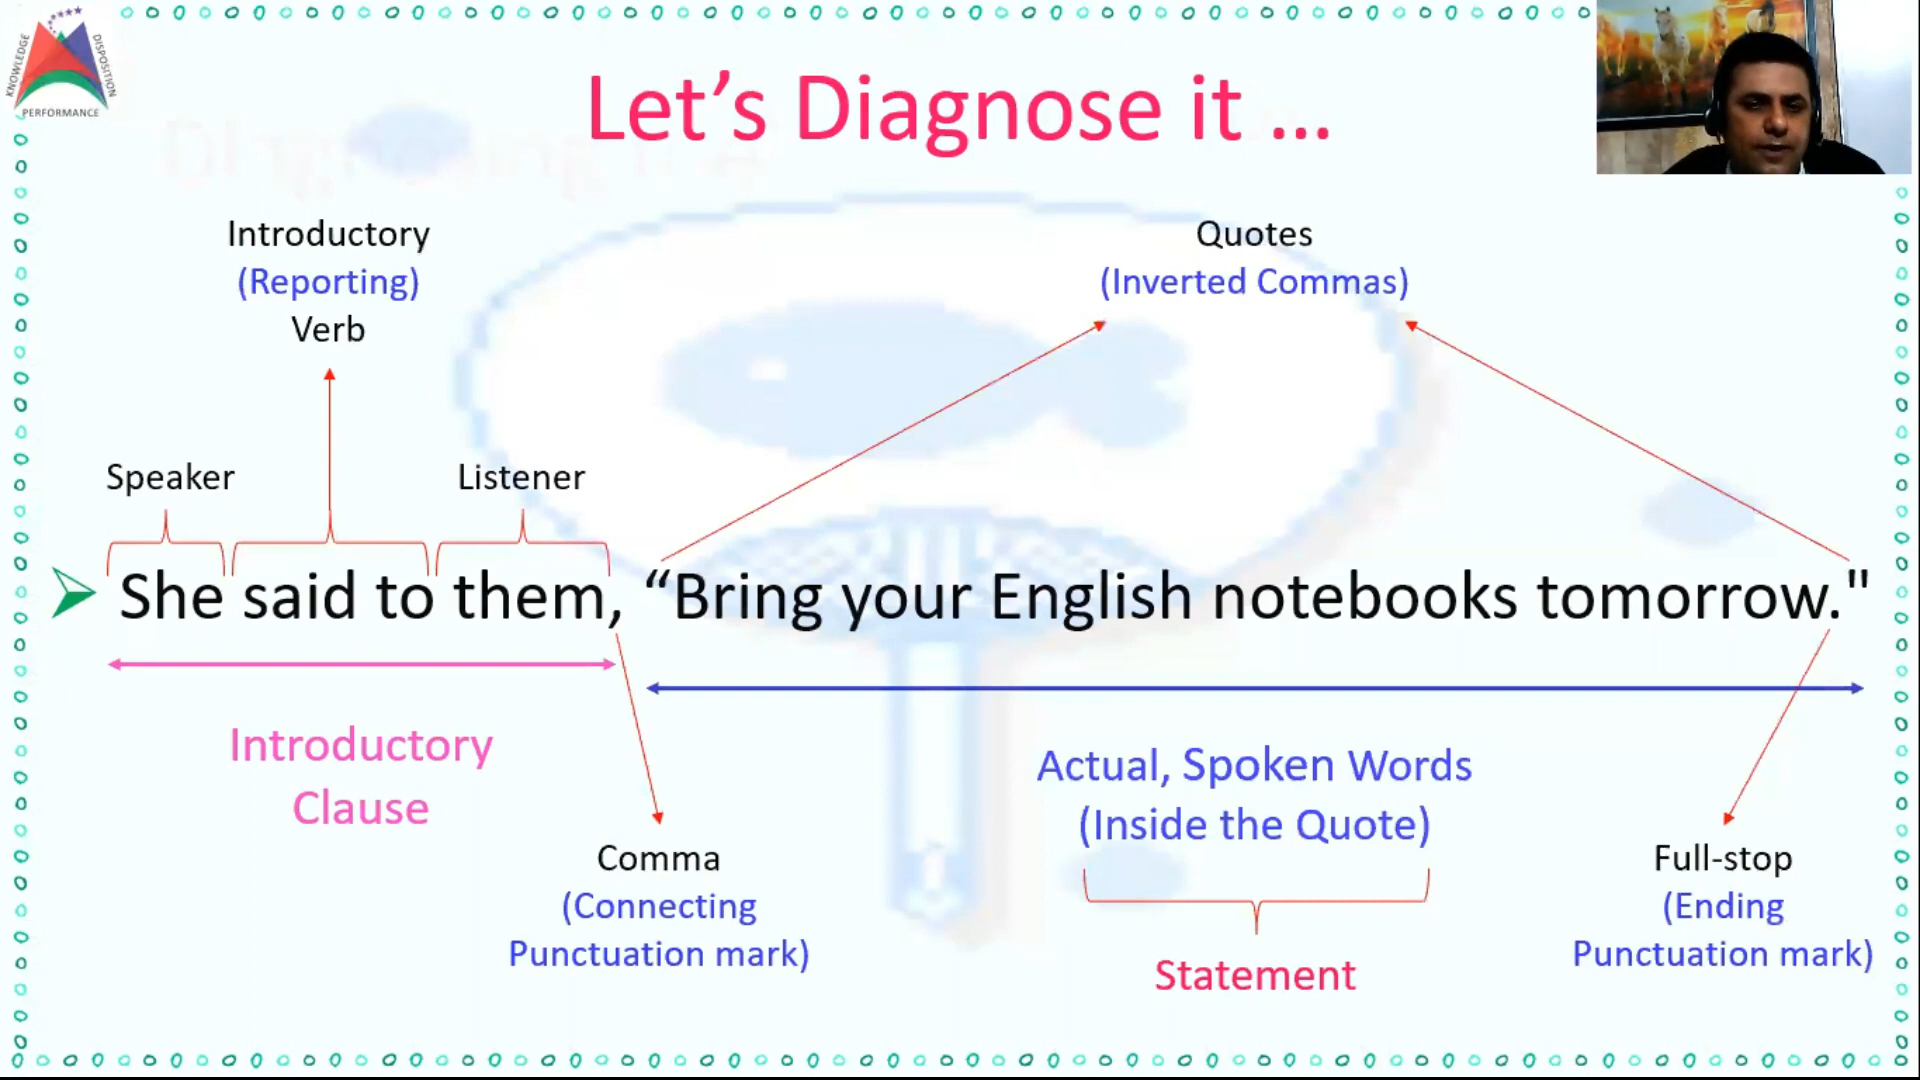 KNOWLEDGE
DISPOSITION
PERFORMANCE
Let’s Diagnose it ...
Introductory
(Reporting)
Verb
Quotes
(Inverted Commas)
Speaker
Listener
She said to them, “Bring your English notebooks tomorrow."
Introductory
Clause
Actual, Spoken Words
(Inside the Quote)
Comma
(Connecting
Punctuation mark)
Statement
Full-stop
(Ending
Punctuation mark)